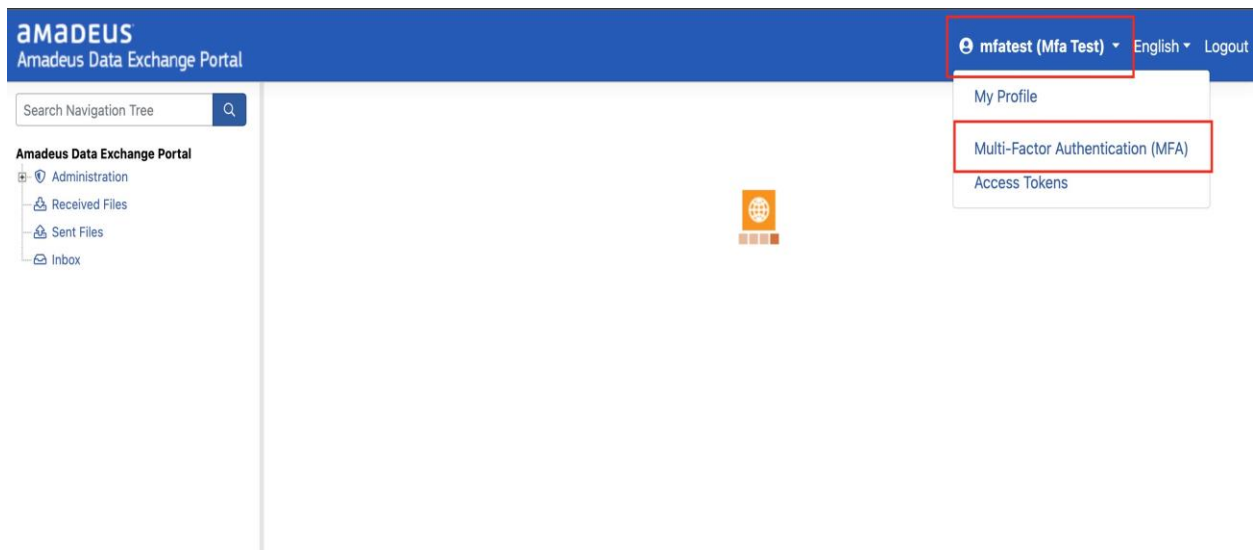 amadeus
Amadeus Data Exchange Portal
mfatest (Mfa Test) English Logout
My Profile
Multi-Factor Authentication (MFA)
Access Tokens
Search Navigation Tree
Amadeus Data Exchange Portal
Administration
Received Files
Sent Files
Inbox